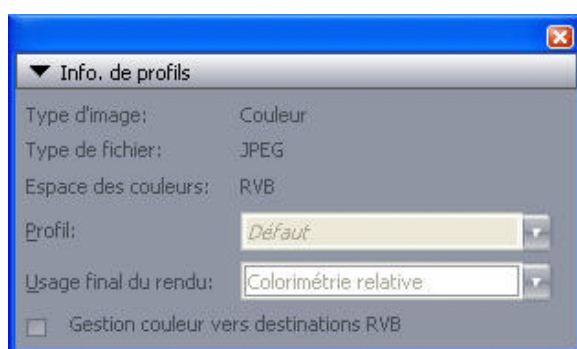 Info. de profils
Type d'image: Couleur
Type de fichier: JPEG
Espace des couleurs: RVB
Profil: Défaut
Usage final du rendu: Colorimétrie relative
Gestion couleur vers destinations RVB